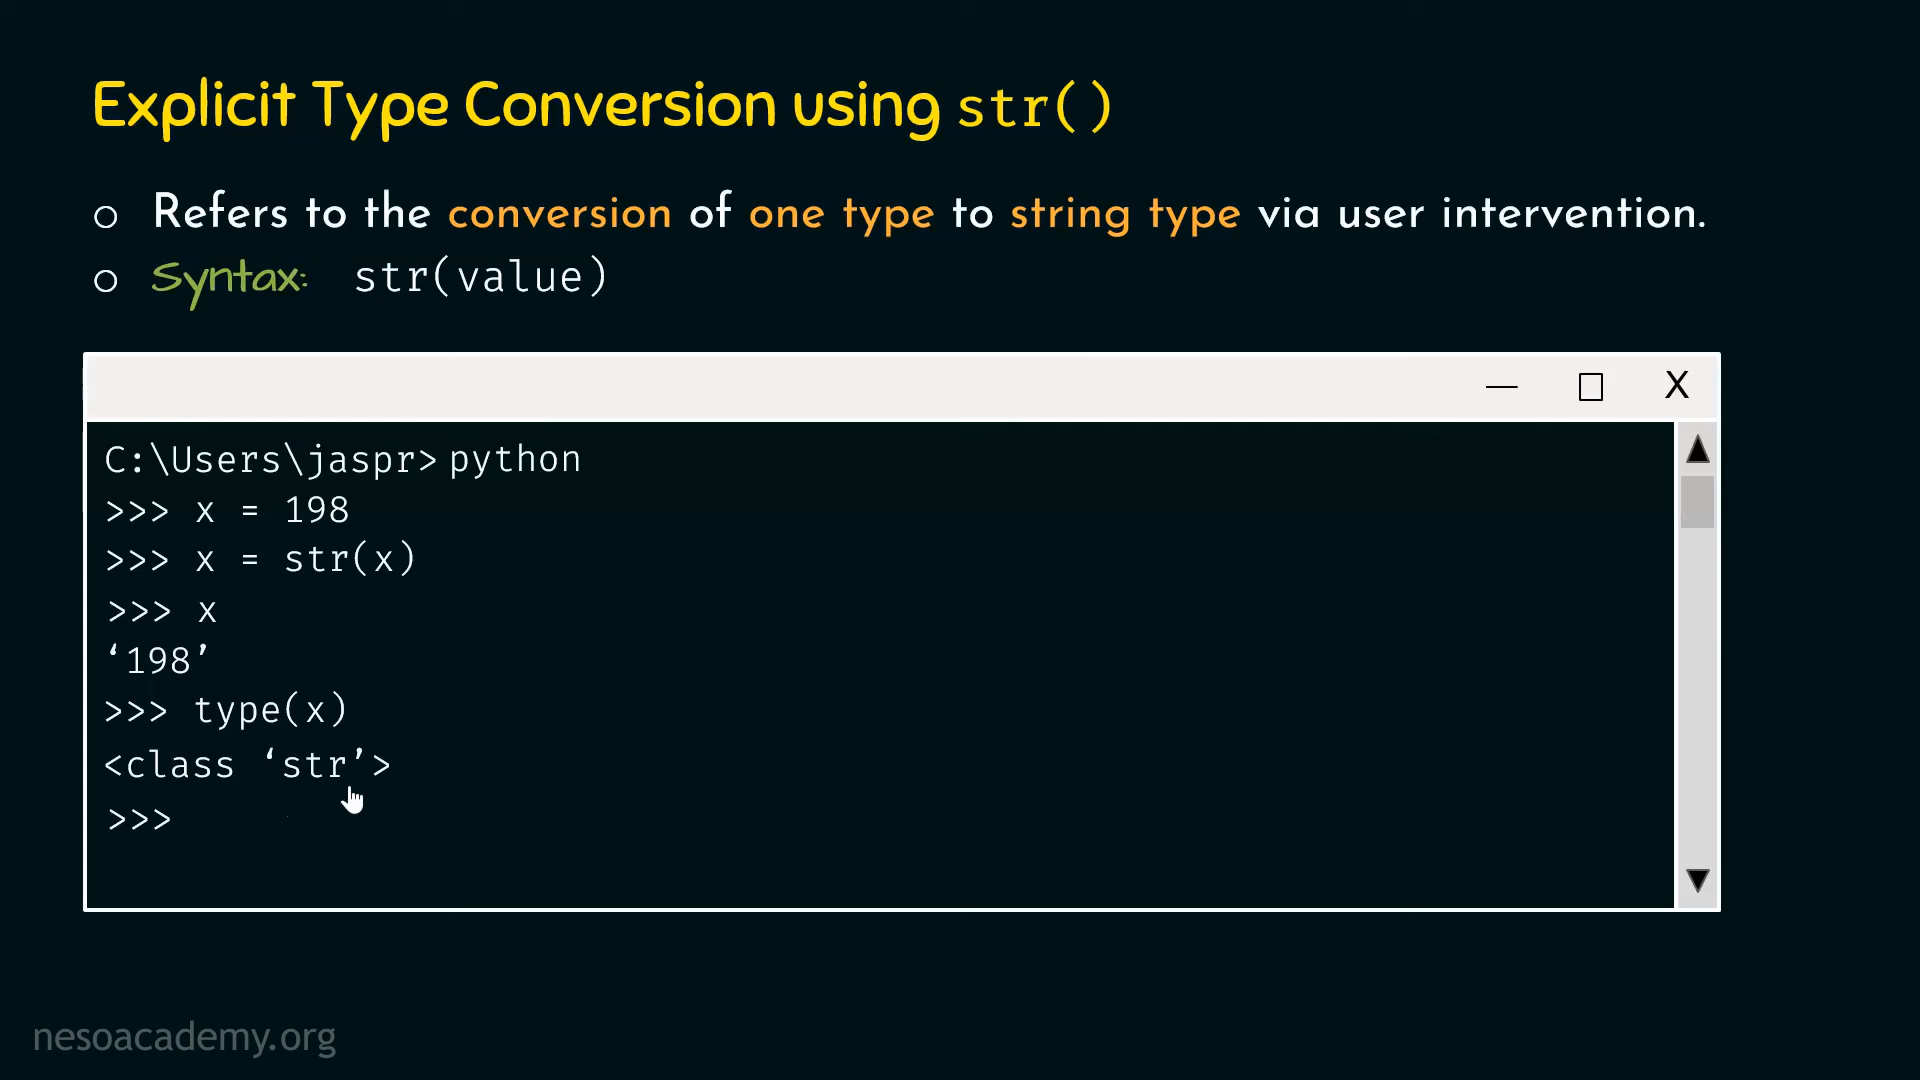 Explicit Type Conversion using str()
○ Refers to the conversion of one type to string type via user intervention.
○ Syntax: str(value)
— □ X
C:\Users\jaspr> python
>>> x = 198
>>> x = str(x)
>>> x
‘198’
>>> type(x)
<class ‘str’>
>>>
nesoacademy.org